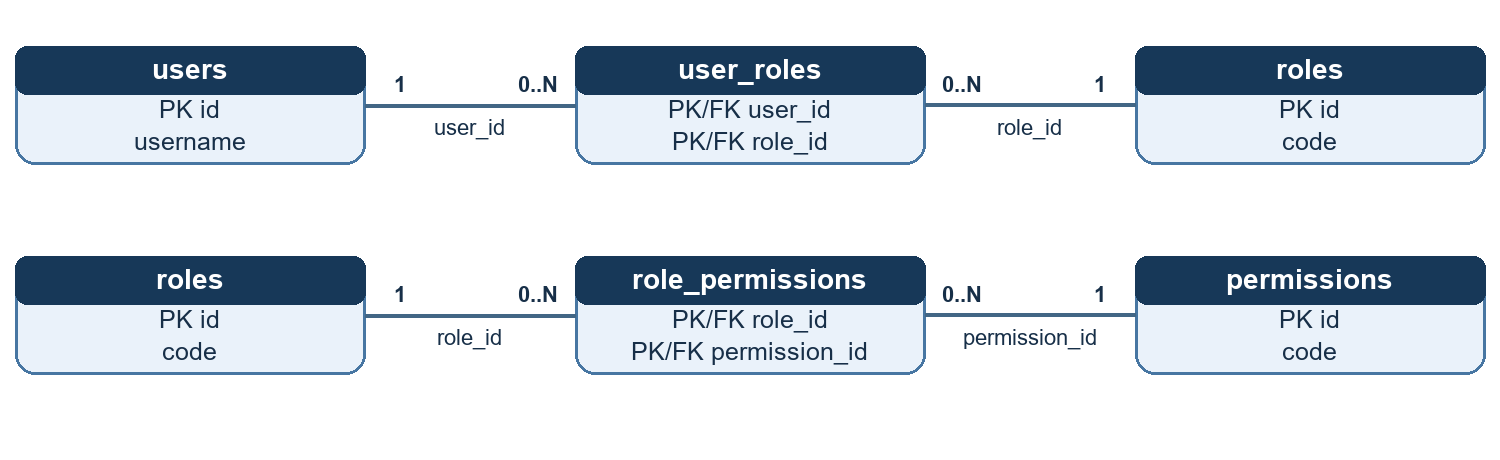 users
PK id
username
1
0..N
user_id
user_roles
PK/FK user_id
PK/FK role_id
0..N
1
role_id
roles
PK id
code
roles
PK id
code
1
0..N
role_id
role_permissions
PK/FK role_id
PK/FK permission_id
0..N
1
permission_id
permissions
PK id
code